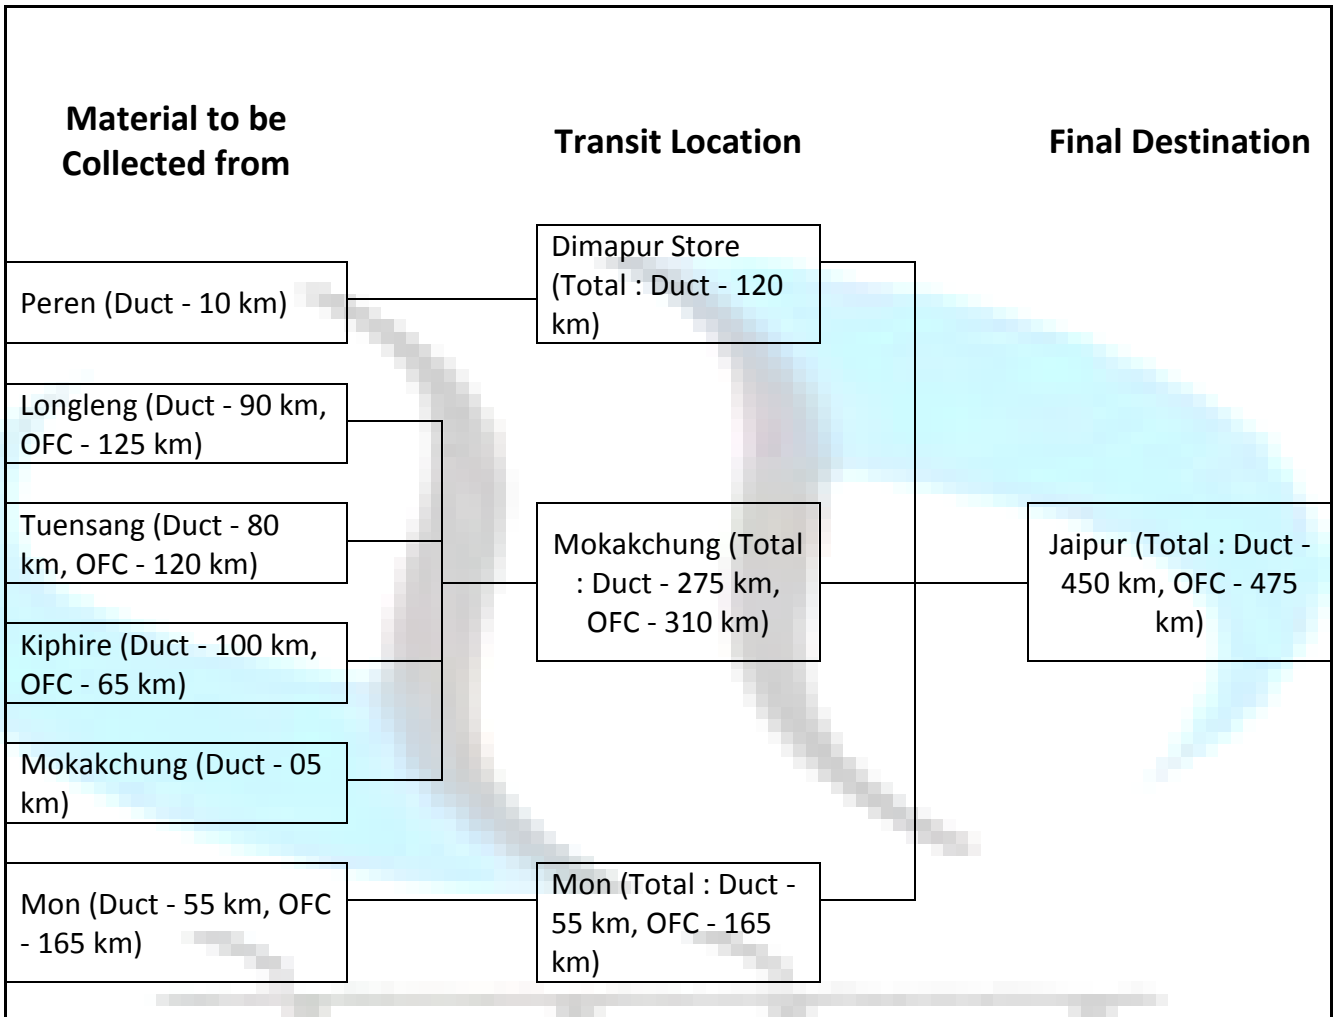 Material to be
Collected from
Transit Location
Final Destination
Peren (Duct - 10 km)
Dimapur Store
(Total : Duct - 120
km)
Longleng (Duct - 90 km,
OFC - 125 km)
Tuensang (Duct - 80
km, OFC - 120 km)
Kiphire (Duct - 100 km,
OFC - 65 km)
Mokakchung (Duct - 05
km)
Mokakchung (Total
: Duct - 275 km,
OFC - 310 km)
Jaipur (Total : Duct -
450 km, OFC - 475
km)
Mon (Duct - 55 km, OFC
- 165 km)
Mon (Total : Duct -
55 km, OFC - 165
km)